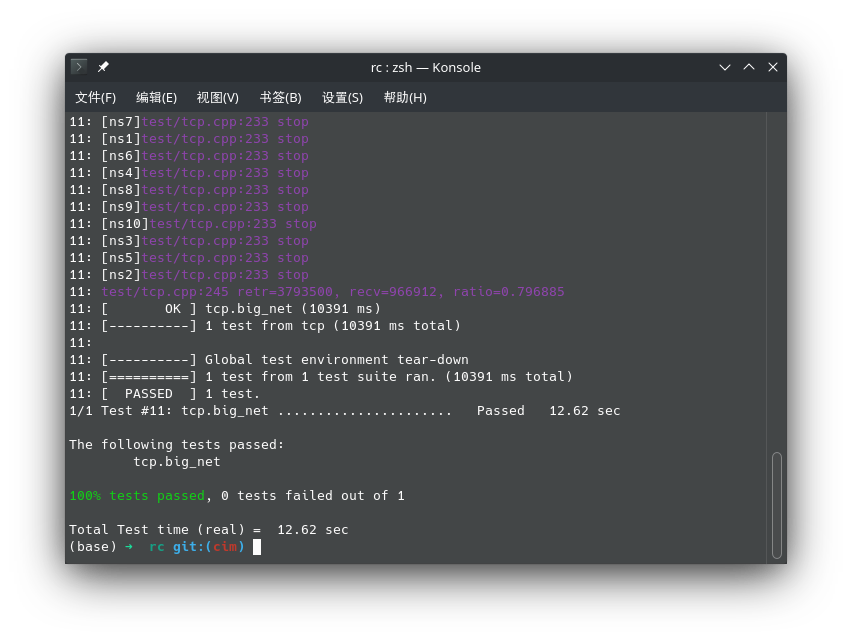 rc : zsh — Konsole
文件(F) 编辑(E) 视图(V) 书签(B) 设置(S) 帮助(H)
11: [ns7]test/tcp.cpp:233 stop
11: [ns1]test/tcp.cpp:233 stop
11: [ns6]test/tcp.cpp:233 stop
11: [ns4]test/tcp.cpp:233 stop
11: [ns8]test/tcp.cpp:233 stop
11: [ns9]test/tcp.cpp:233 stop
11: [ns10]test/tcp.cpp:233 stop
11: [ns3]test/tcp.cpp:233 stop
11: [ns5]test/tcp.cpp:233 stop
11: [ns2]test/tcp.cpp:233 stop
11: test/tcp.cpp:245 retr=3793500, recv=966912, ratio=0.796885
11: [       OK ] tcp.big_net (10391 ms)
11: [----------] 1 test from tcp (10391 ms total)
11:
11: [----------] Global test environment tear-down
11: [==========] 1 test from 1 test suite ran. (10391 ms total)
11: [  PASSED  ] 1 test.
1/1 Test #11: tcp.big_net ......................   Passed   12.62 sec
The following tests passed:
        tcp.big_net
100% tests passed, 0 tests failed out of 1
Total Test time (real) =  12.62 sec
(base) ➜  rc git:(cim)